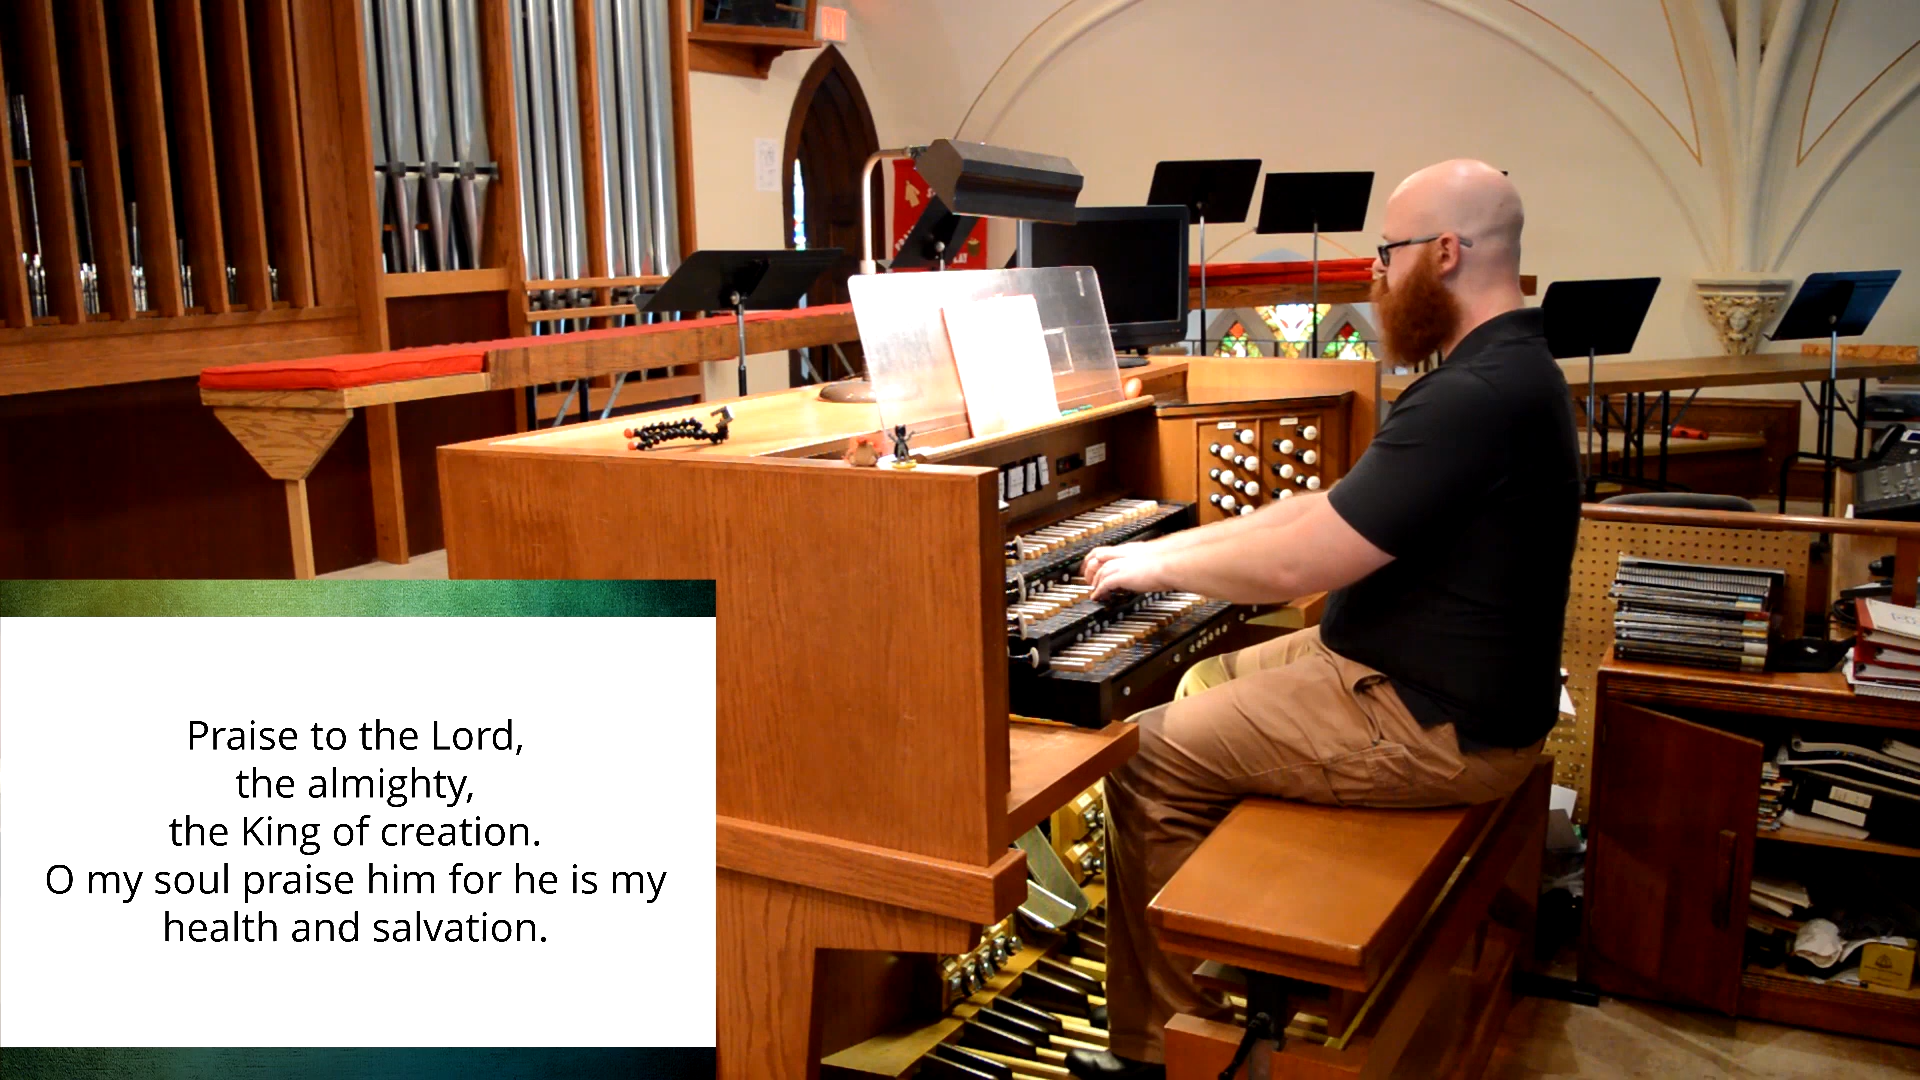 EXIT
Praise to the Lord,
the almighty,
the King of creation.
O my soul praise him for he is my
health and salvation.